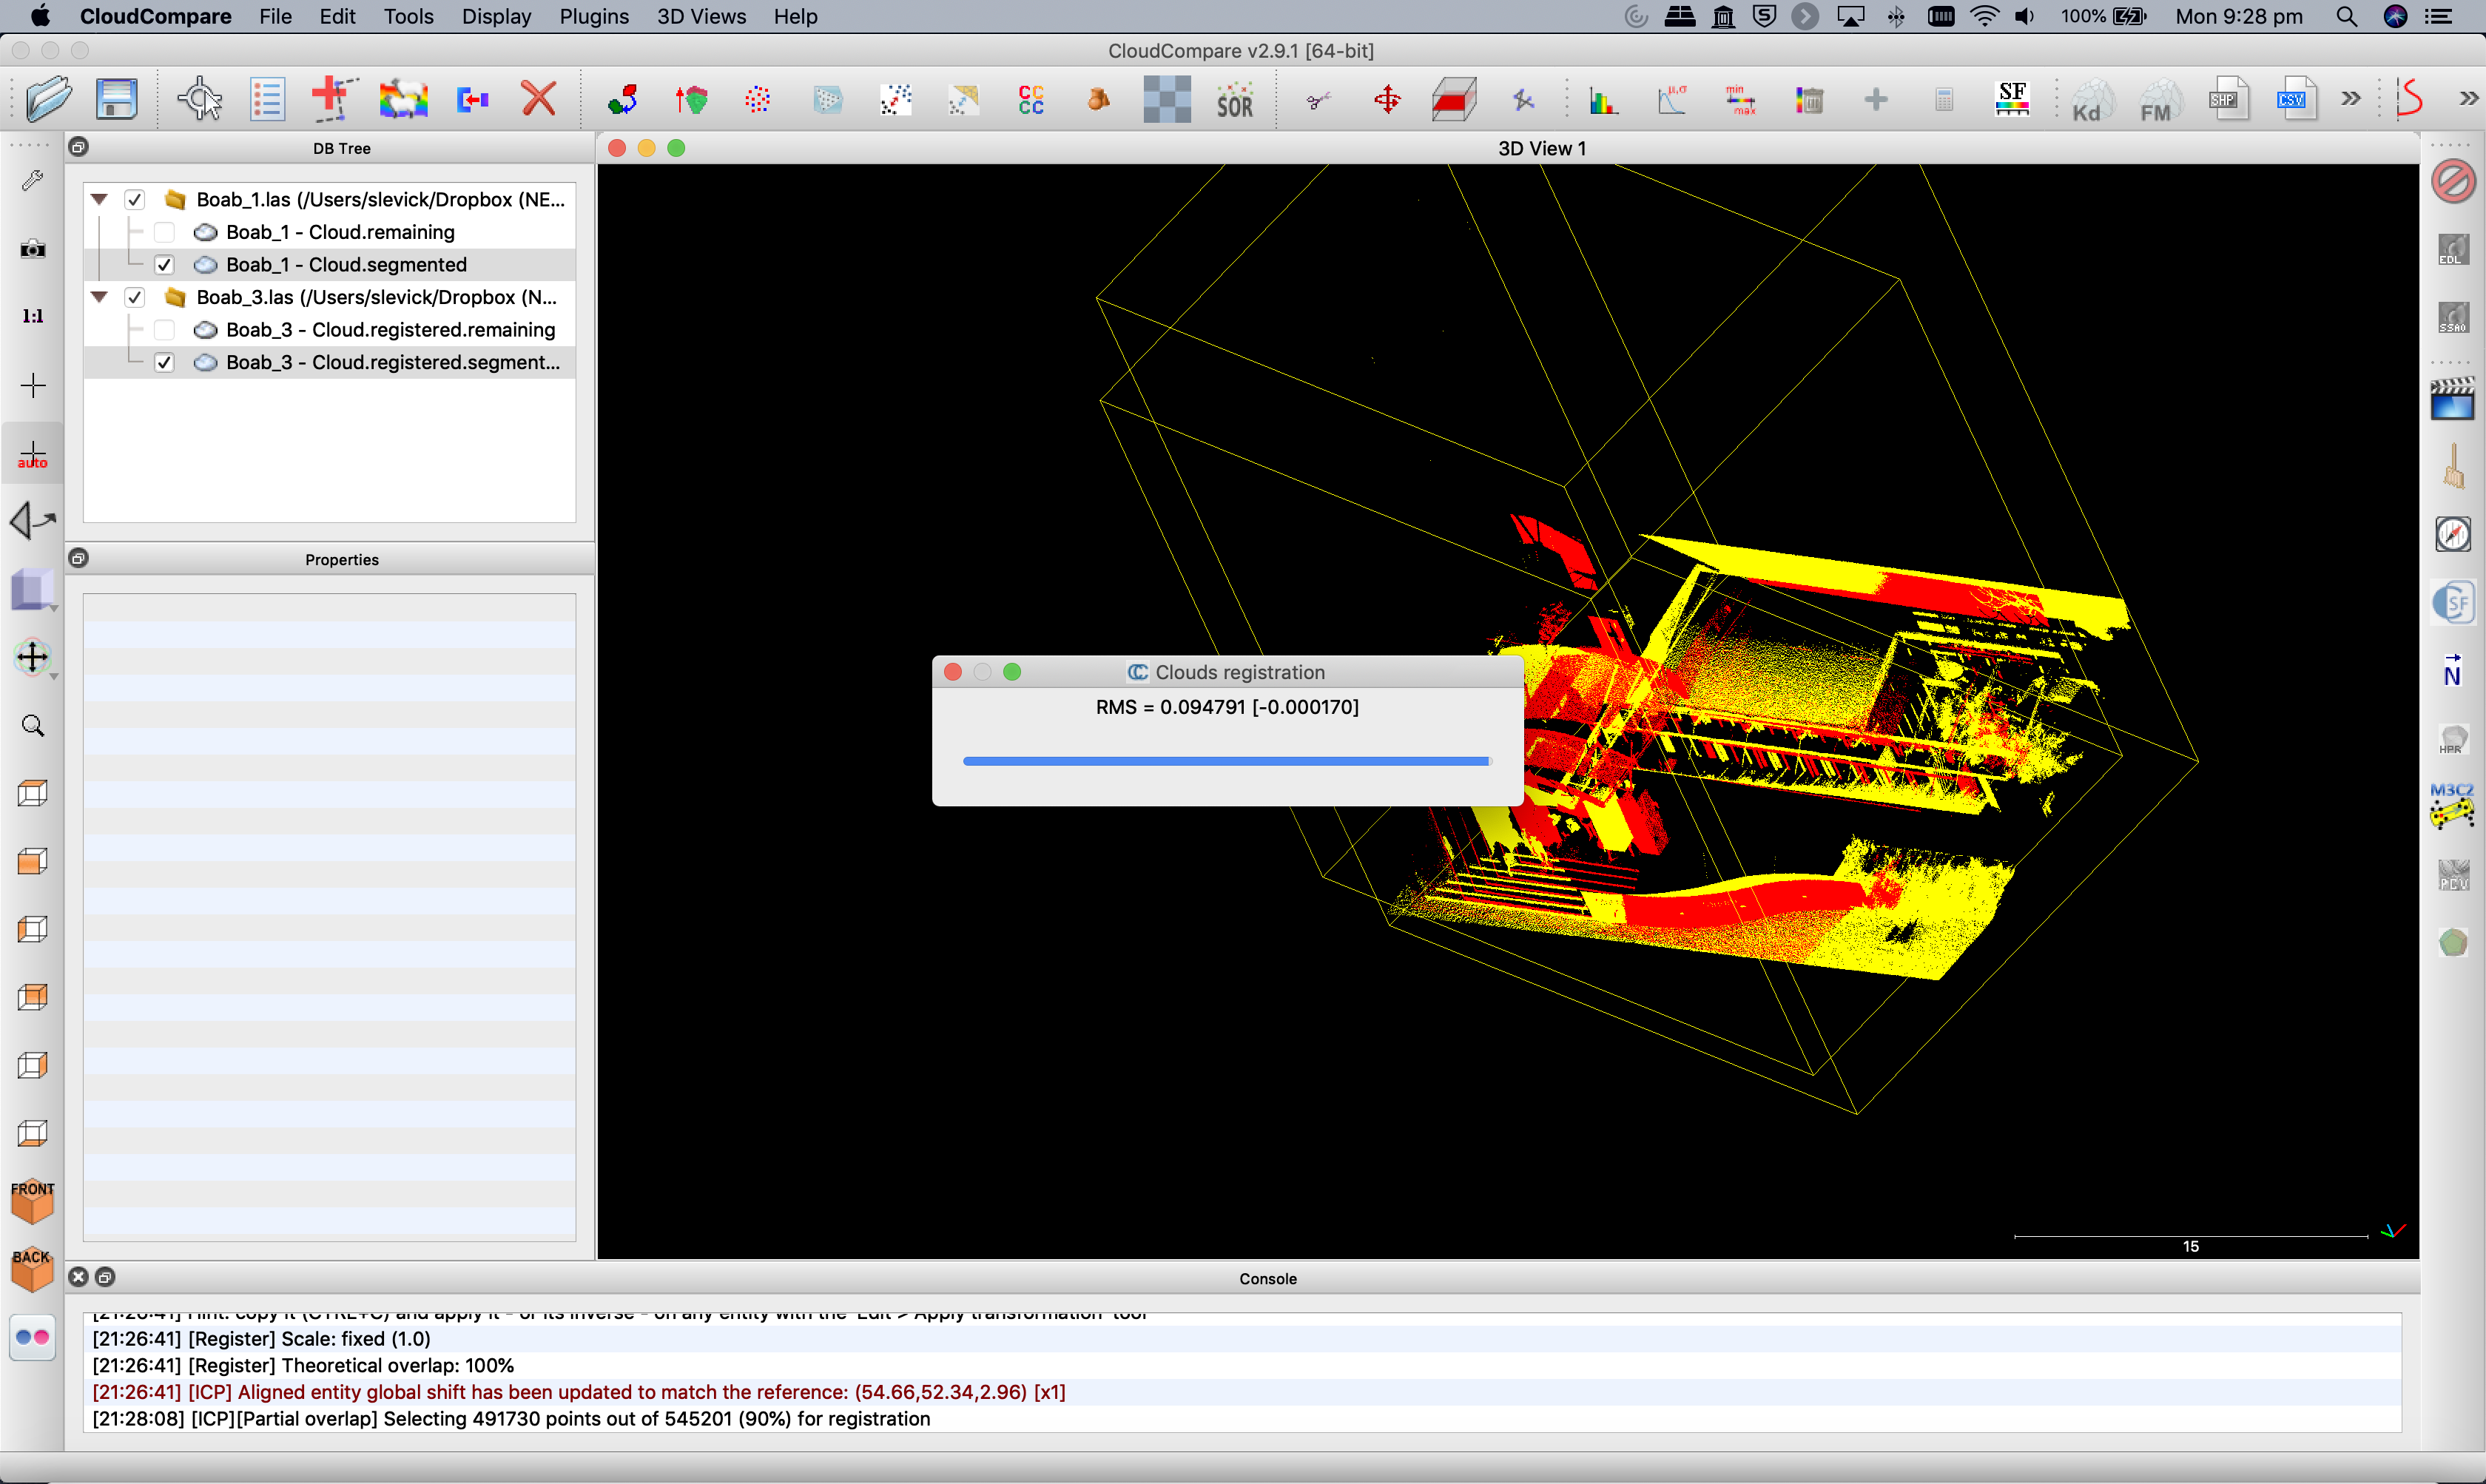 CloudCompare File Edit Tools Display Plugins 3D Views Help 100% Mon 9:28 pm
CloudCompare v2.9.1 [64-bit]
CC
CC
SOR
μ,σ
min
max
SF
Kd
FM
SHP
CSV
DB Tree
3D View 1
Boab_1.las (/Users/slevick/Dropbox (NE...
Boab_1 - Cloud.remaining
Boab_1 - Cloud.segmented
Boab_3.las (/Users/slevick/Dropbox (N...
Boab_3 - Cloud.registered.remaining
Boab_3 - Cloud.registered.segment...
1:1
auto
Properties
FRONT
BACK
EDL
SSAO
CSF
N
HPR
M3C2
PCV
Clouds registration
RMS = 0.094791 [-0.000170]
15
Console
[21:26:41] Hint: copy it (CTRL+C) and apply it - or its inverse - on any entity with the 'Edit > Apply transformation' tool
[21:26:41] [Register] Scale: fixed (1.0)
[21:26:41] [Register] Theoretical overlap: 100%
[21:26:41] [ICP] Aligned entity global shift has been updated to match the reference: (54.66,52.34,2.96) [x1]
[21:28:08] [ICP][Partial overlap] Selecting 491730 points out of 545201 (90%) for registration